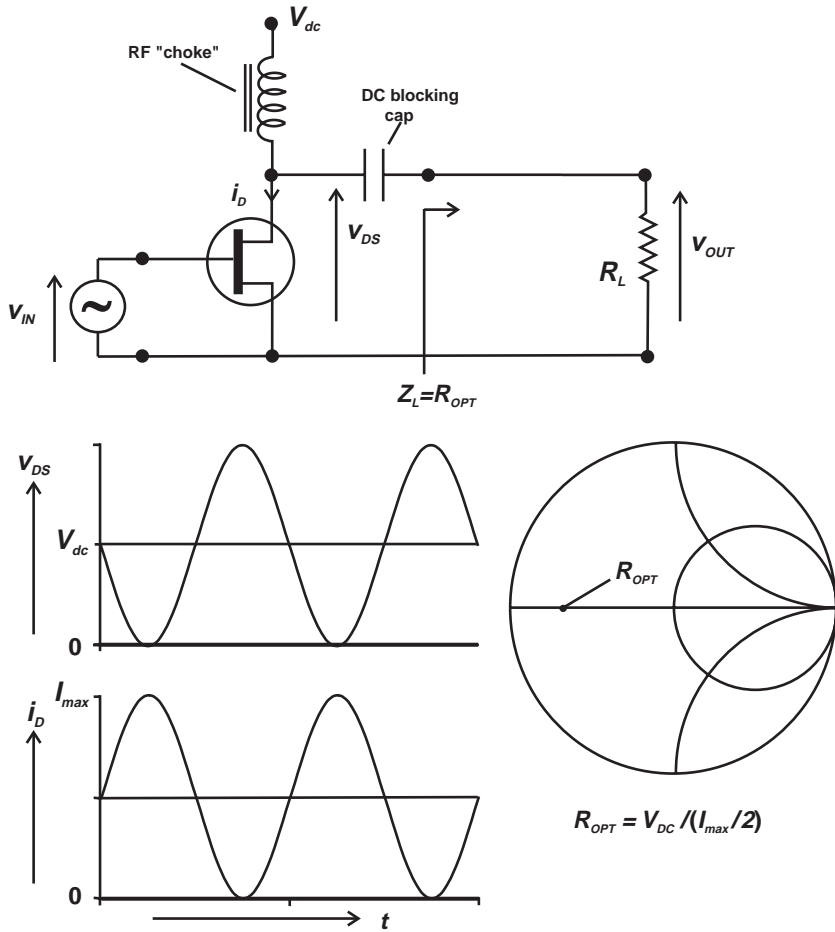 V_dc
RF "choke"
DC blocking
cap
i_D
v_DS
v_OUT
R_L
~
v_IN
Z_L=R_OPT
v_DS
V_dc
0
R_OPT
I_max
i_D
0
R_OPT = V_DC /(I_max /2)
t